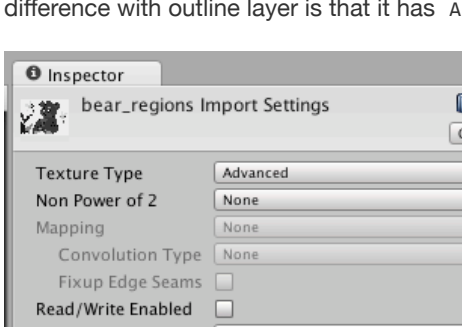 difference with outline layer is that it has A
Inspector
bear_regions Import Settings
Texture Type Advanced
Non Power of 2 None
Mapping None
Convolution Type None
Fixup Edge Seams
Read/Write Enabled